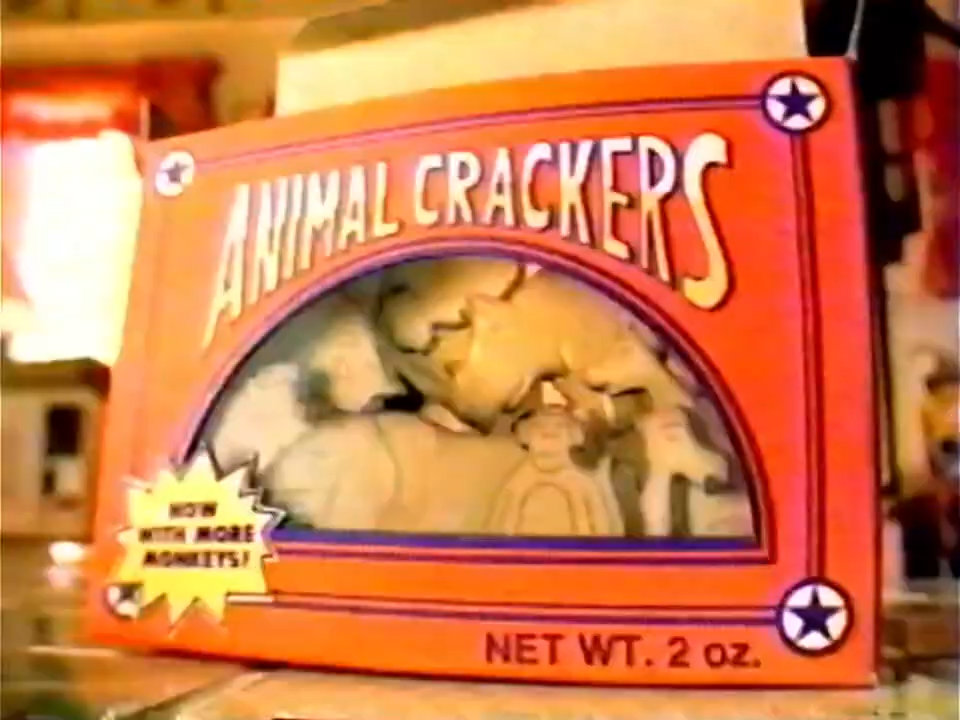 ANIMAL CRACKERS
NOW
WITH MORE
MONKEYS!
NET WT. 2 oz.